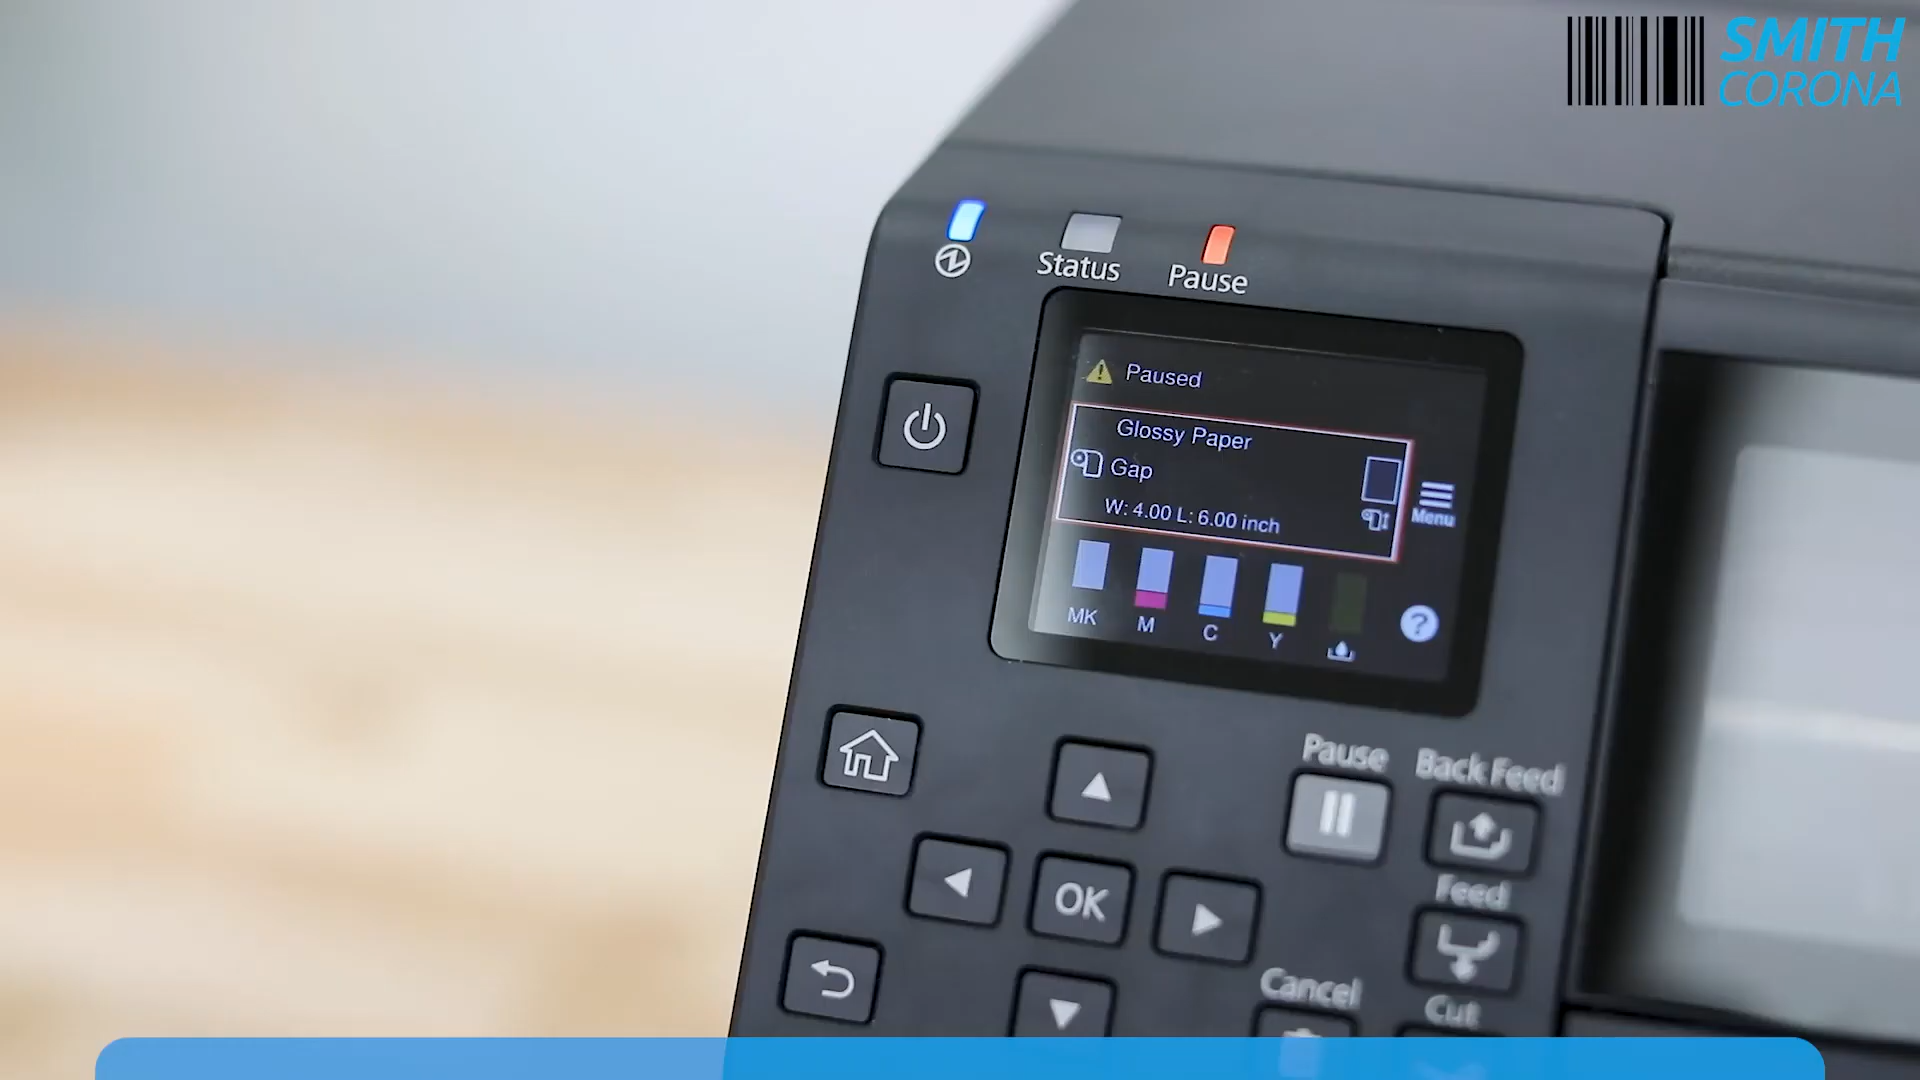 SMITH
CORONA
Status
Pause
Paused
Glossy Paper
Gap
W: 4.00 L: 6.00 inch
Menu
MK
M
C
Y
?
Pause
Back Feed
OK
Feed
Cancel
Cut